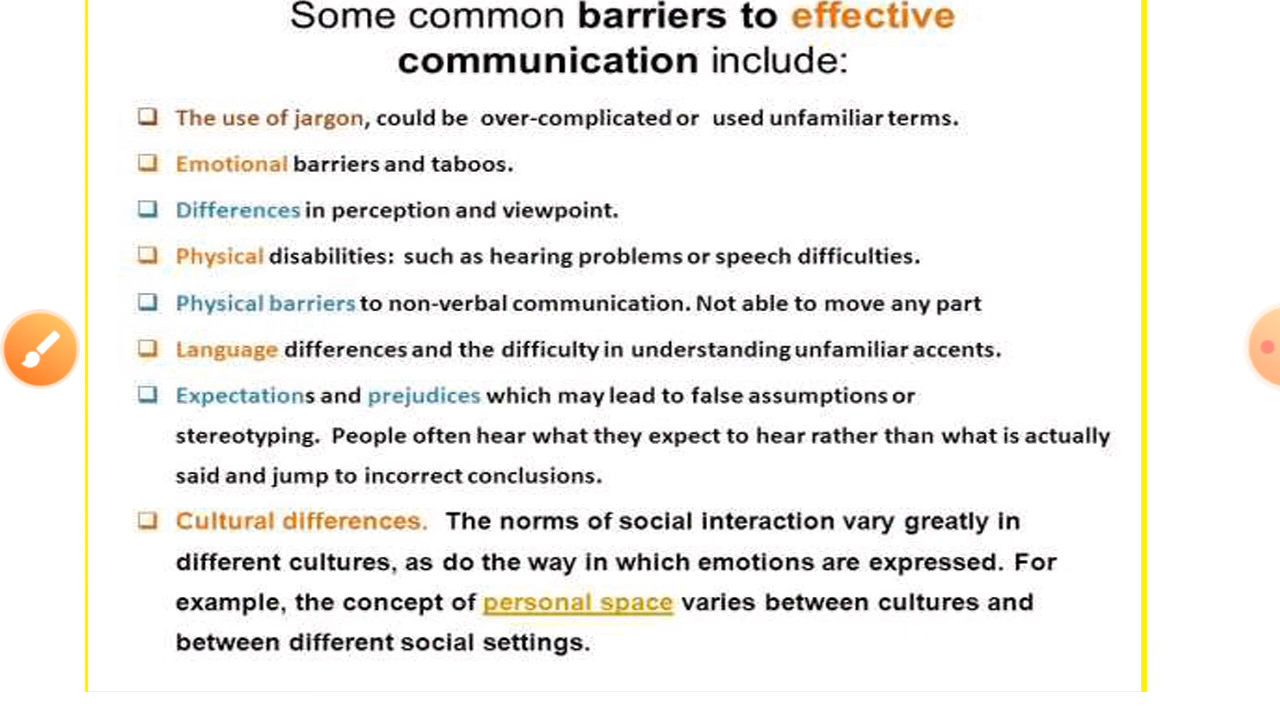 Some common barriers to effective
communication include:
The use of jargon, could be over-complicated or used unfamiliar terms.
Emotional barriers and taboos.
Differences in perception and viewpoint.
Physical disabilities: such as hearing problems or speech difficulties.
Physical barriers to non-verbal communication. Not able to move any part
Language differences and the difficulty in understanding unfamiliar accents.
Expectations and prejudices which may lead to false assumptions or
stereotyping. People often hear what they expect to hear rather than what is actually
said and jump to incorrect conclusions.
Cultural differences. The norms of social interaction vary greatly in
different cultures, as do the way in which emotions are expressed. For
example, the concept of personal space varies between cultures and
between different social settings.